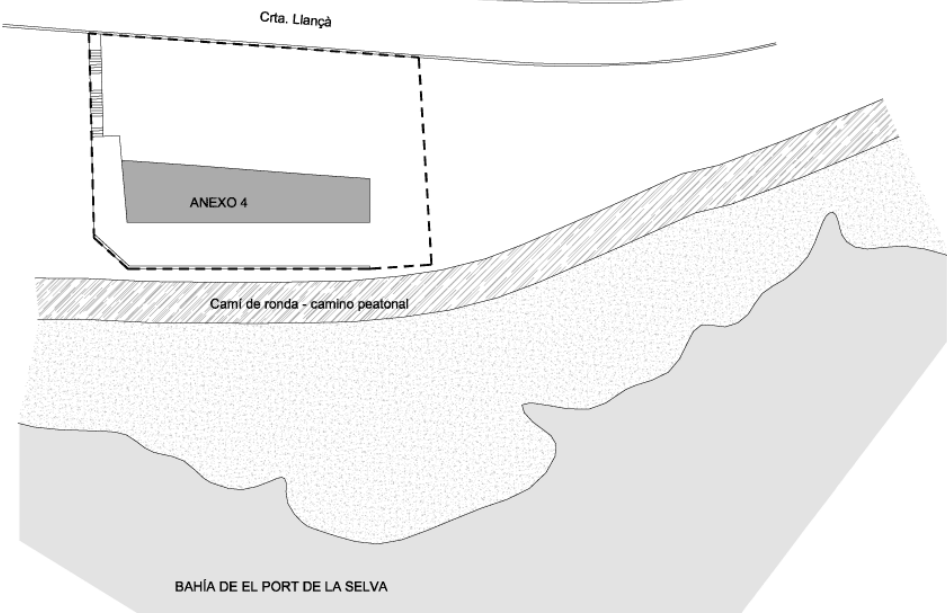 Crta. Llançà
ANEXO 4
Camí de ronda - camino peatonal
BAHÍA DE EL PORT DE LA SELVA